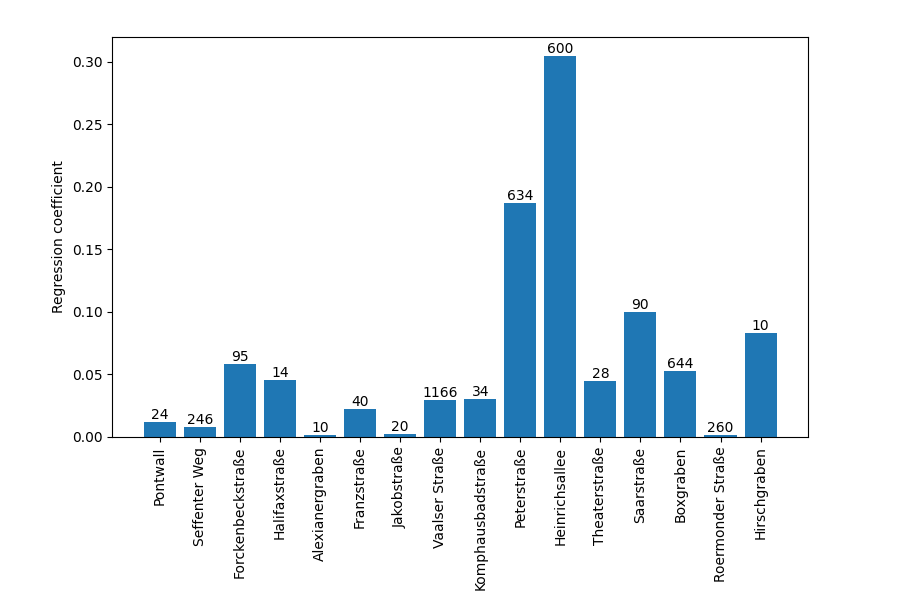 Regression coefficient
0.30
0.25
0.20
0.15
0.10
0.05
0.00
24
246
95
14
10
40
20
1166
34
634
600
28
90
644
260
10
Pontwall
Seffenter Weg
Forckenbeckstraße
Halifaxstraße
Alexianergraben
Franzstraße
Jakobstraße
Vaalser Straße
Komphausbadstraße
Peterstraße
Heinrichsallee
Theaterstraße
Saarstraße
Boxgraben
Roermonder Straße
Hirschgraben